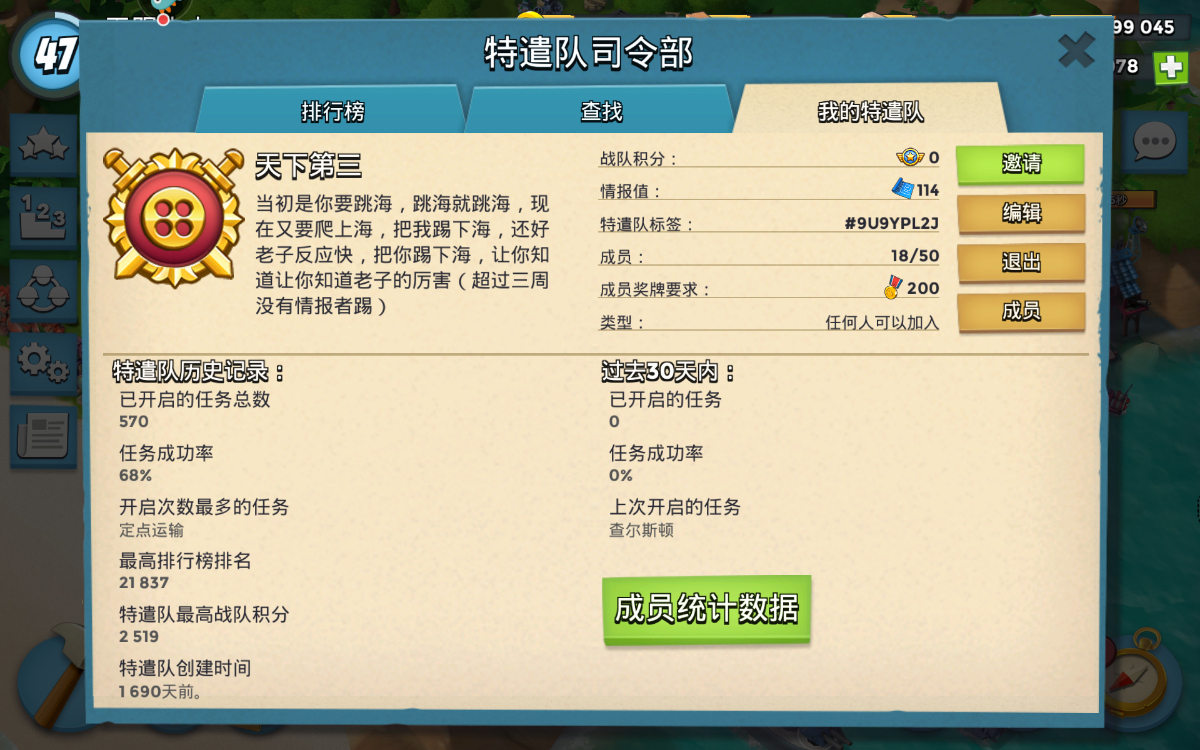 99 045
47
特遣队司令部
078
排行榜
查找
我的特遣队
天下第三
当初是你要跳海，跳海就跳海，现
在又要爬上海，把我踢下海，还好
老子反应快，把你踢下海，让你知
道让你知道老子的厉害（超过三周
没有情报者踢）
战队积分：
0
情报值：
114
特遣队标签：
#9U9YPL2J
成员：
18/50
成员奖牌要求：
200
类型：
任何人可以加入
邀请
编辑
退出
成员
1 2 3
特遣队历史记录：
已开启的任务总数
570
任务成功率
68%
开启次数最多的任务
定点运输
最高排行榜排名
21 837
特遣队最高战队积分
2 519
特遣队创建时间
1 690天前。
过去30天内：
已开启的任务
0
任务成功率
0%
上次开启的任务
查尔斯顿
成员统计数据